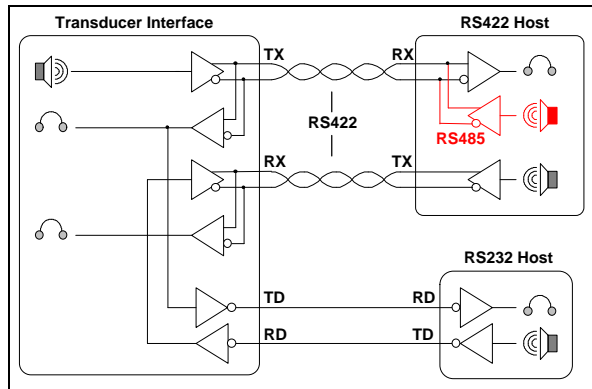 Transducer Interface
RS422 Host
TX
RX
RS422
RS485
RX
TX
RS232 Host
TD
RD
RD
TD